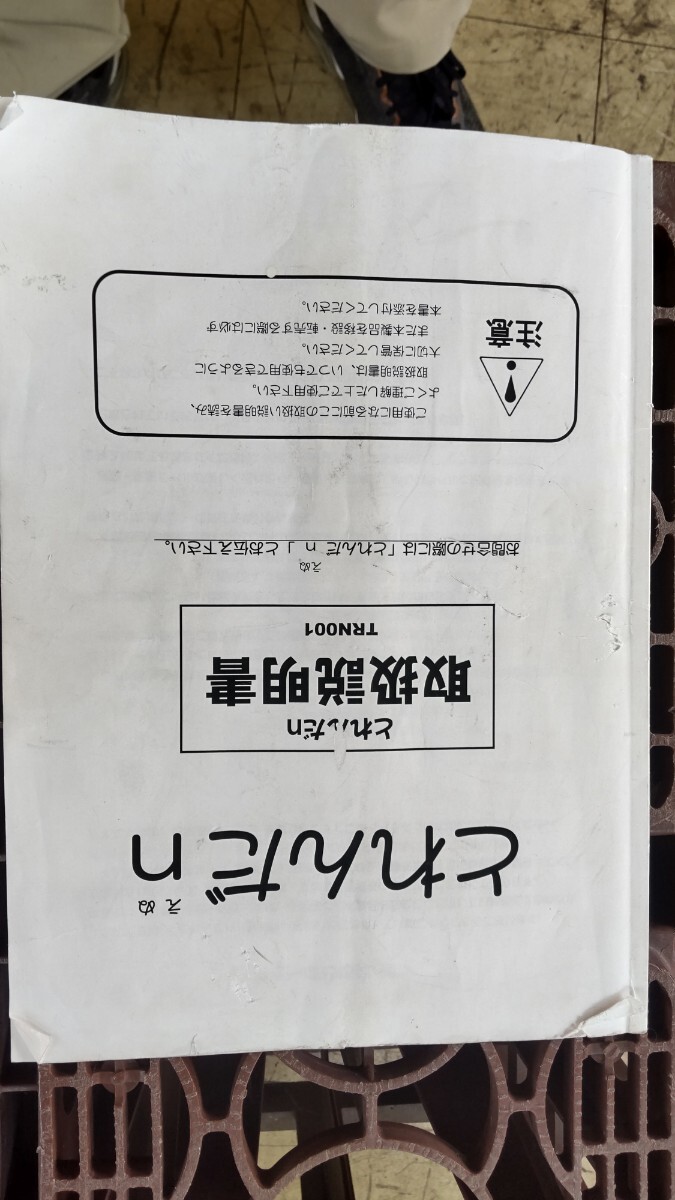 えぬ
とれんだn
とれんだn
取扱説明書
TRN001
えぬ
お問合せの際には「とれんだ n 」とお伝え下さい。
注意
ご使用になる前にこの取扱い説明書を読み、
よくご理解した上でご使用下さい。
取扱説明書は、いつでも使用できるように
大切に保管してください。
また本製品を移設・転売する際には必ず
本書を添付してください。